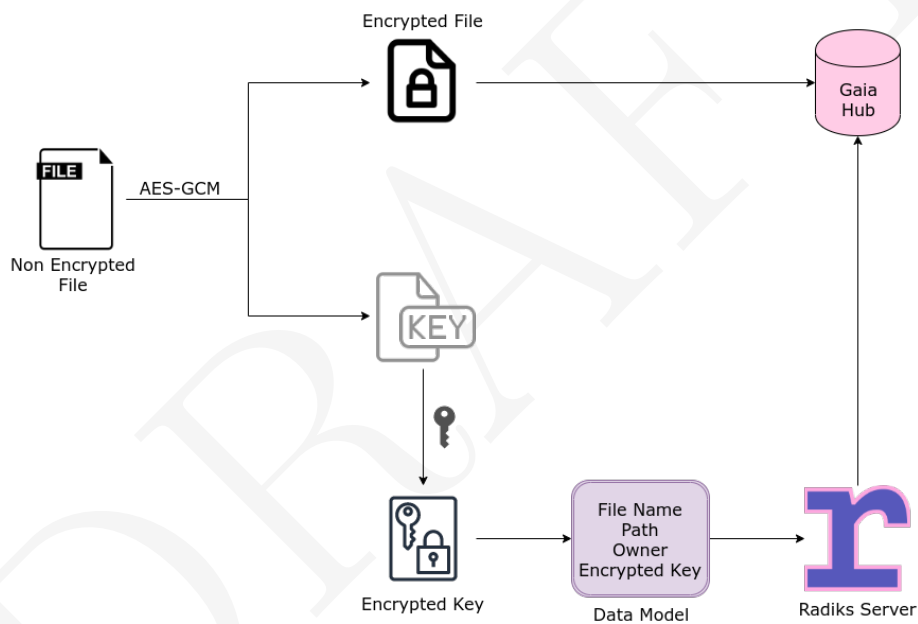 Encrypted File
Gaia
Hub
FILE
AES-GCM
Non Encrypted
File
KEY
File Name
Path
Owner
Encrypted Key
Encrypted Key
Data Model
r
Radiks Server
DRAFT